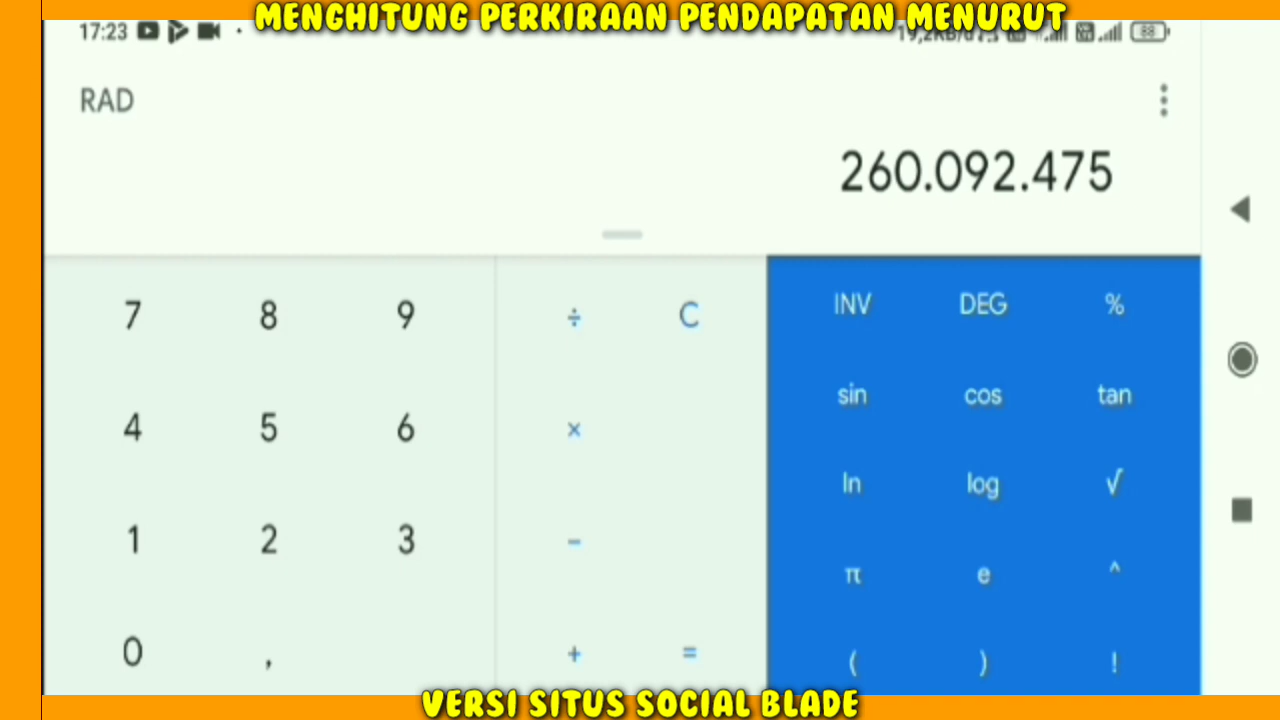 MENGHITUNG PERKIRAAN PENDAPATAN MENURUT
17:23
88
RAD
260.092.475
7 8 9 ÷ C INV DEG %
4 5 6 × sin cos tan
1 2 3 − ln log √
0 , + = π e ^
( ) !
VERSI SITUS SOCIAL BLADE